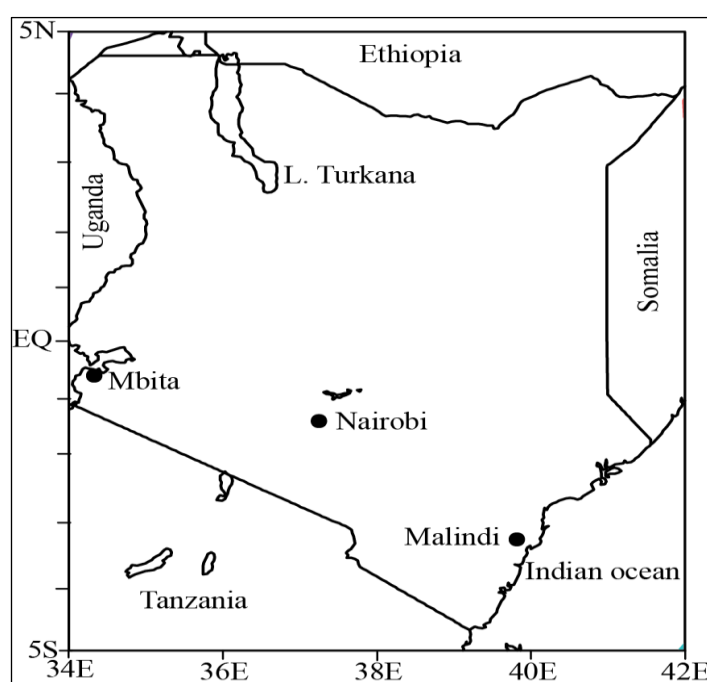 5N
Ethiopia
L. Turkana
Uganda
Somalia
EQ
Mbita
Nairobi
Malindi
Indian ocean
Tanzania
5S
34E 36E 38E 40E 42E